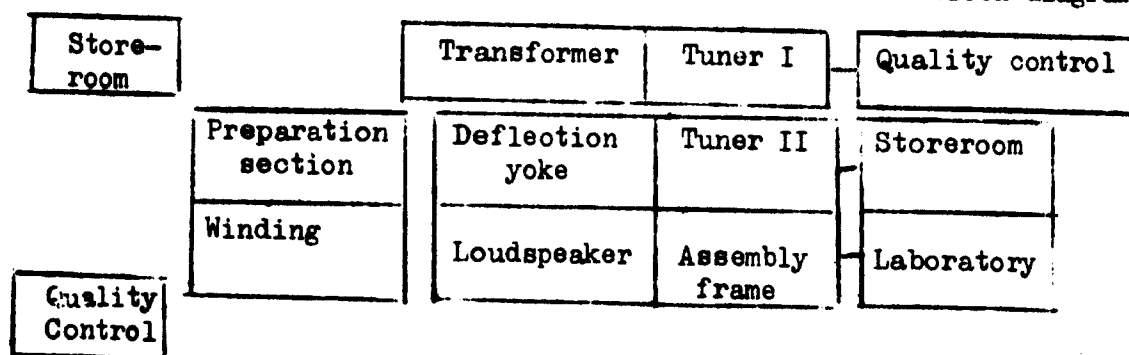 Store-
room
Transformer
Tuner I
Quality control
Preparation
section
Deflection
yoke
Tuner II
Storeroom
Winding
Loudspeaker
Assembly
frame
Laboratory
Quality
Control